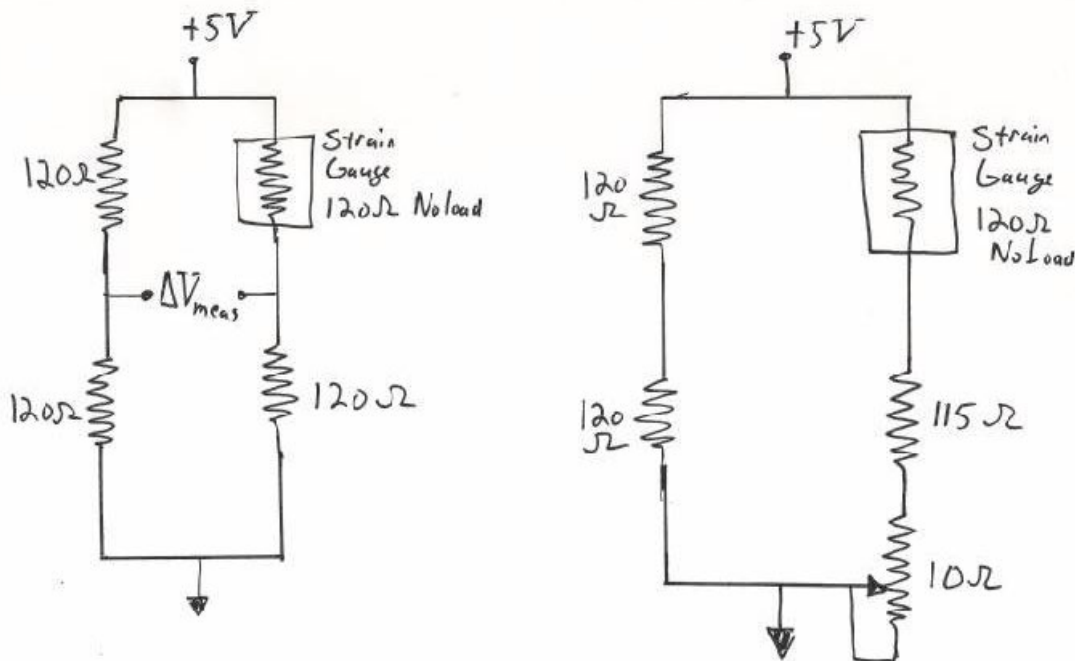 +5V
120Ω
Strain
Gauge
120Ω No load
ΔVmeas
120Ω
120Ω
+5V
120
Ω
Strain
Gauge
120Ω
No Load
120
Ω
115Ω
10Ω